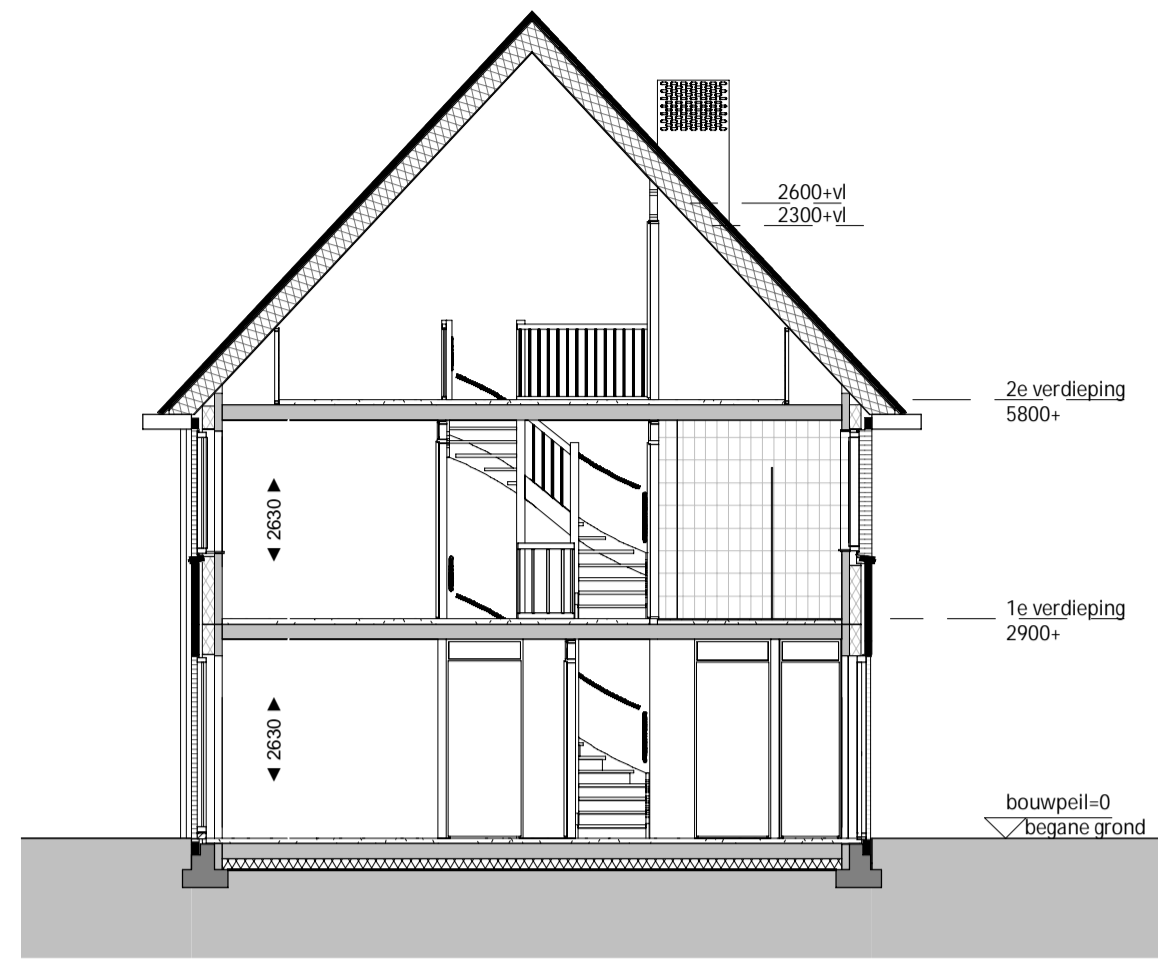 2600+vl
2300+vl
2e verdieping
5800+
2630
1e verdieping
2900+
2630
bouwpeil=0
begane grond